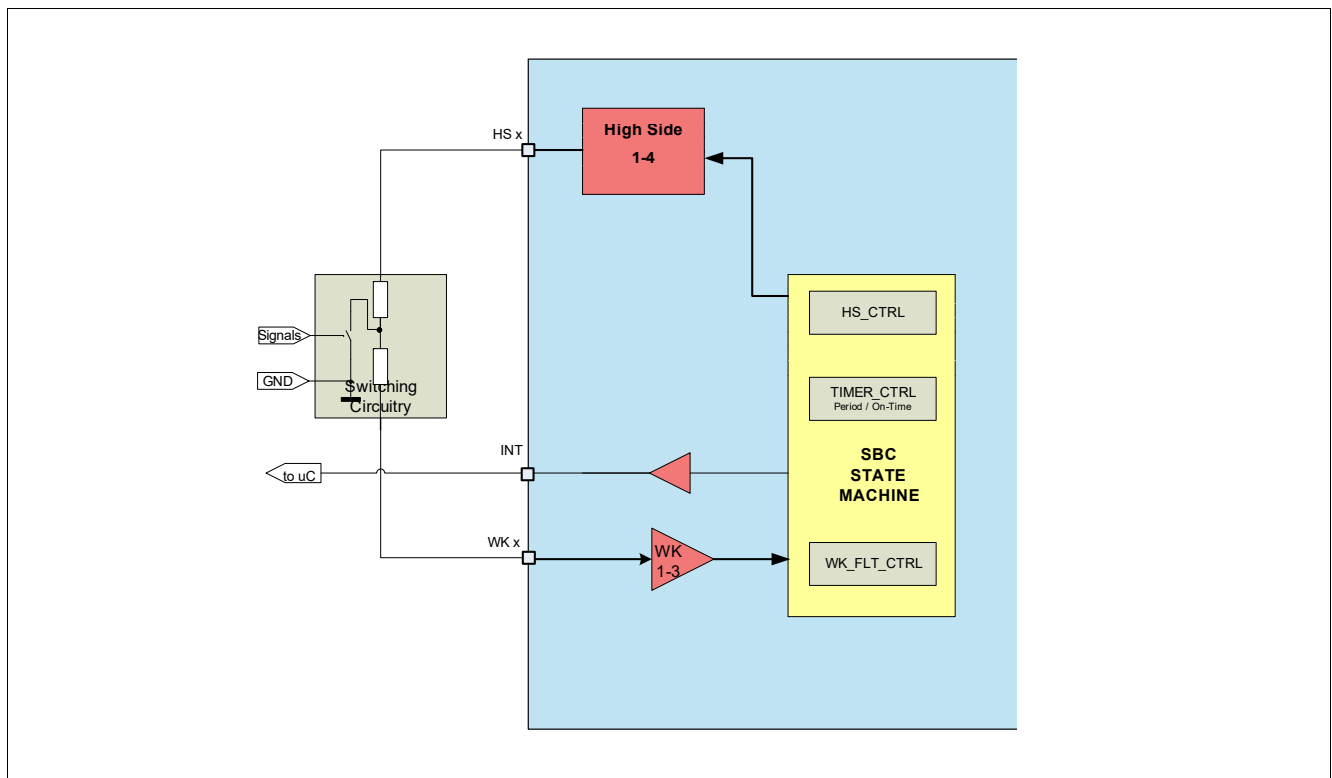 HS x
High Side
1-4
HS_CTRL
Signals
GND
Switching
Circuitry
TIMER_CTRL
Period / On-Time
INT
to uC
SBC
STATE
MACHINE
WK x
WK
1-3
WK_FLT_CTRL